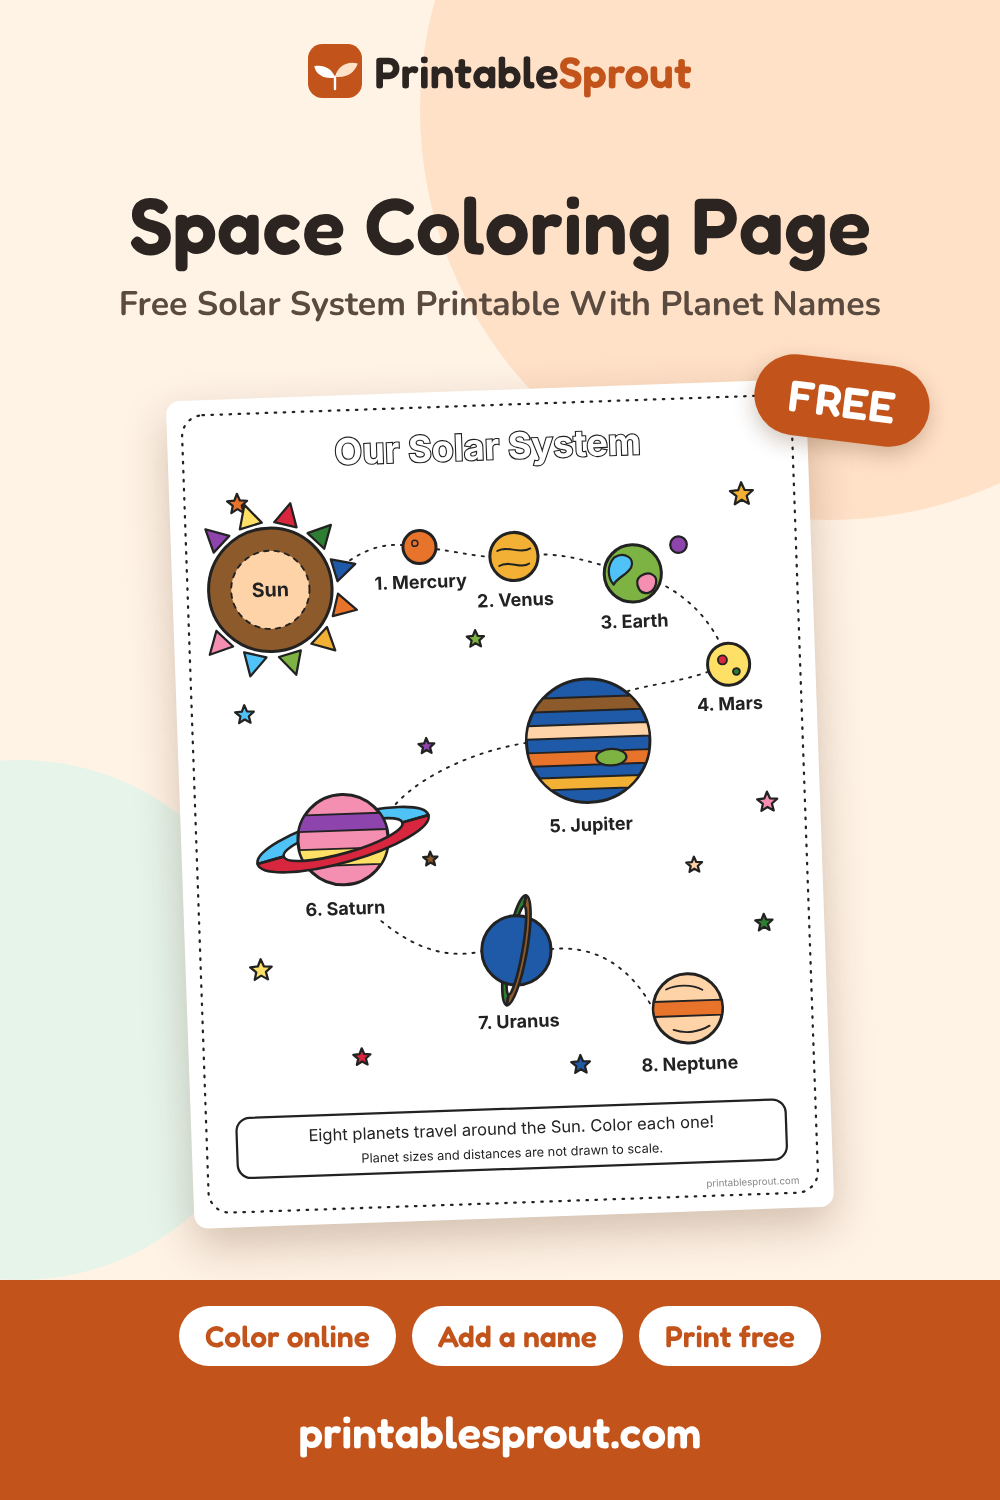 PrintableSprout
Space Coloring Page
Free Solar System Printable With Planet Names
FREE
Our Solar System
Sun
1. Mercury
2. Venus
3. Earth
4. Mars
5. Jupiter
6. Saturn
7. Uranus
8. Neptune
Eight planets travel around the Sun. Color each one!
Planet sizes and distances are not drawn to scale.
printablesprout.com
Color online
Add a name
Print free
printablesprout.com